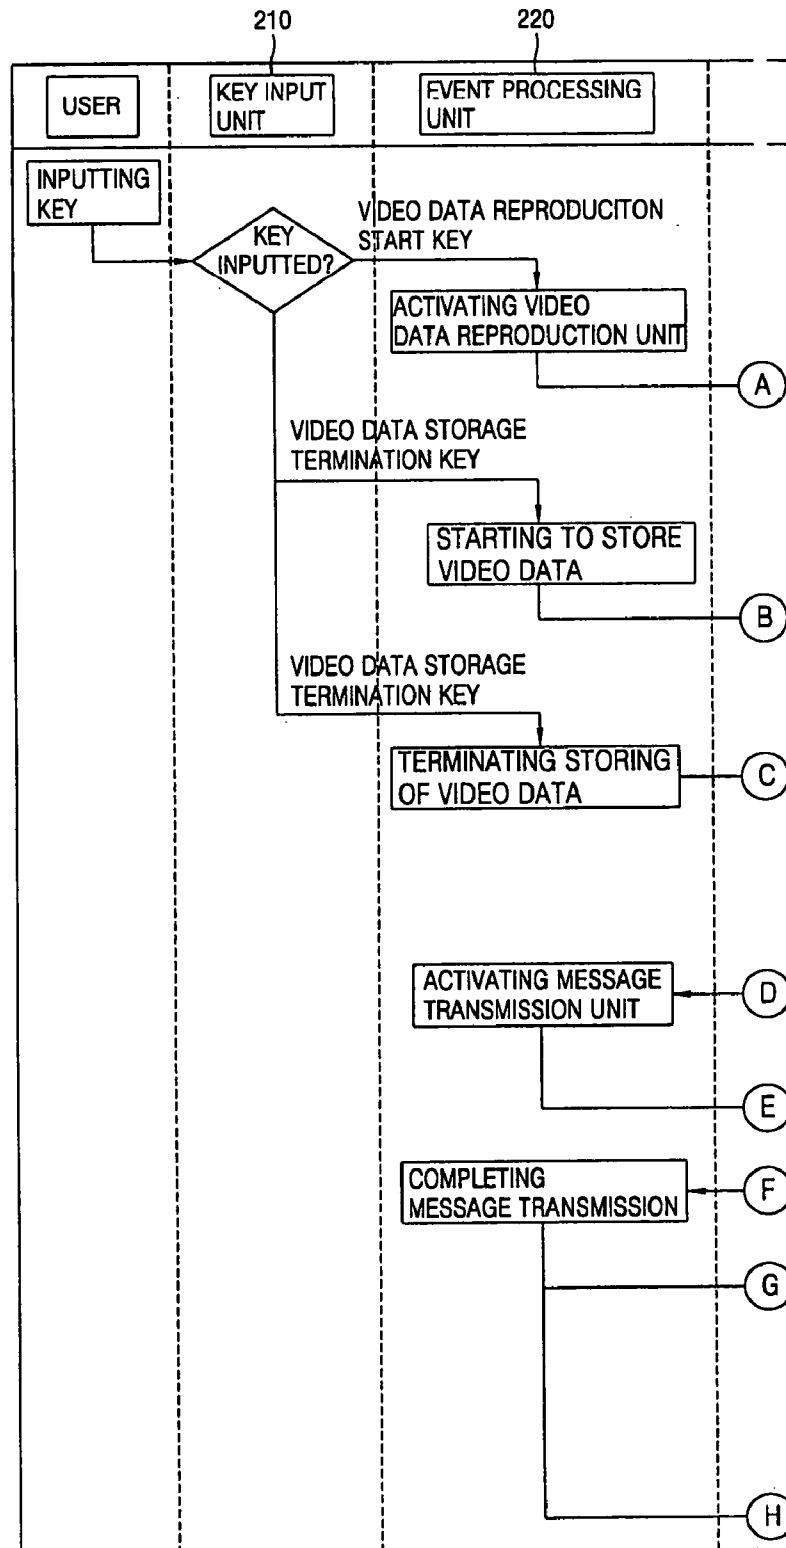 210
220
USER
KEY INPUT
UNIT
EVENT PROCESSING
UNIT
INPUTTING
KEY
KEY
INPUTTED?
VIDEO DATA REPRODUCITON
START KEY
ACTIVATING VIDEO
DATA REPRODUCTION UNIT
A
VIDEO DATA STORAGE
TERMINATION KEY
STARTING TO STORE
VIDEO DATA
B
VIDEO DATA STORAGE
TERMINATION KEY
TERMINATING STORING
OF VIDEO DATA
C
ACTIVATING MESSAGE
TRANSMISSION UNIT
D
E
COMPLETING
MESSAGE TRANSMISSION
F
G
H